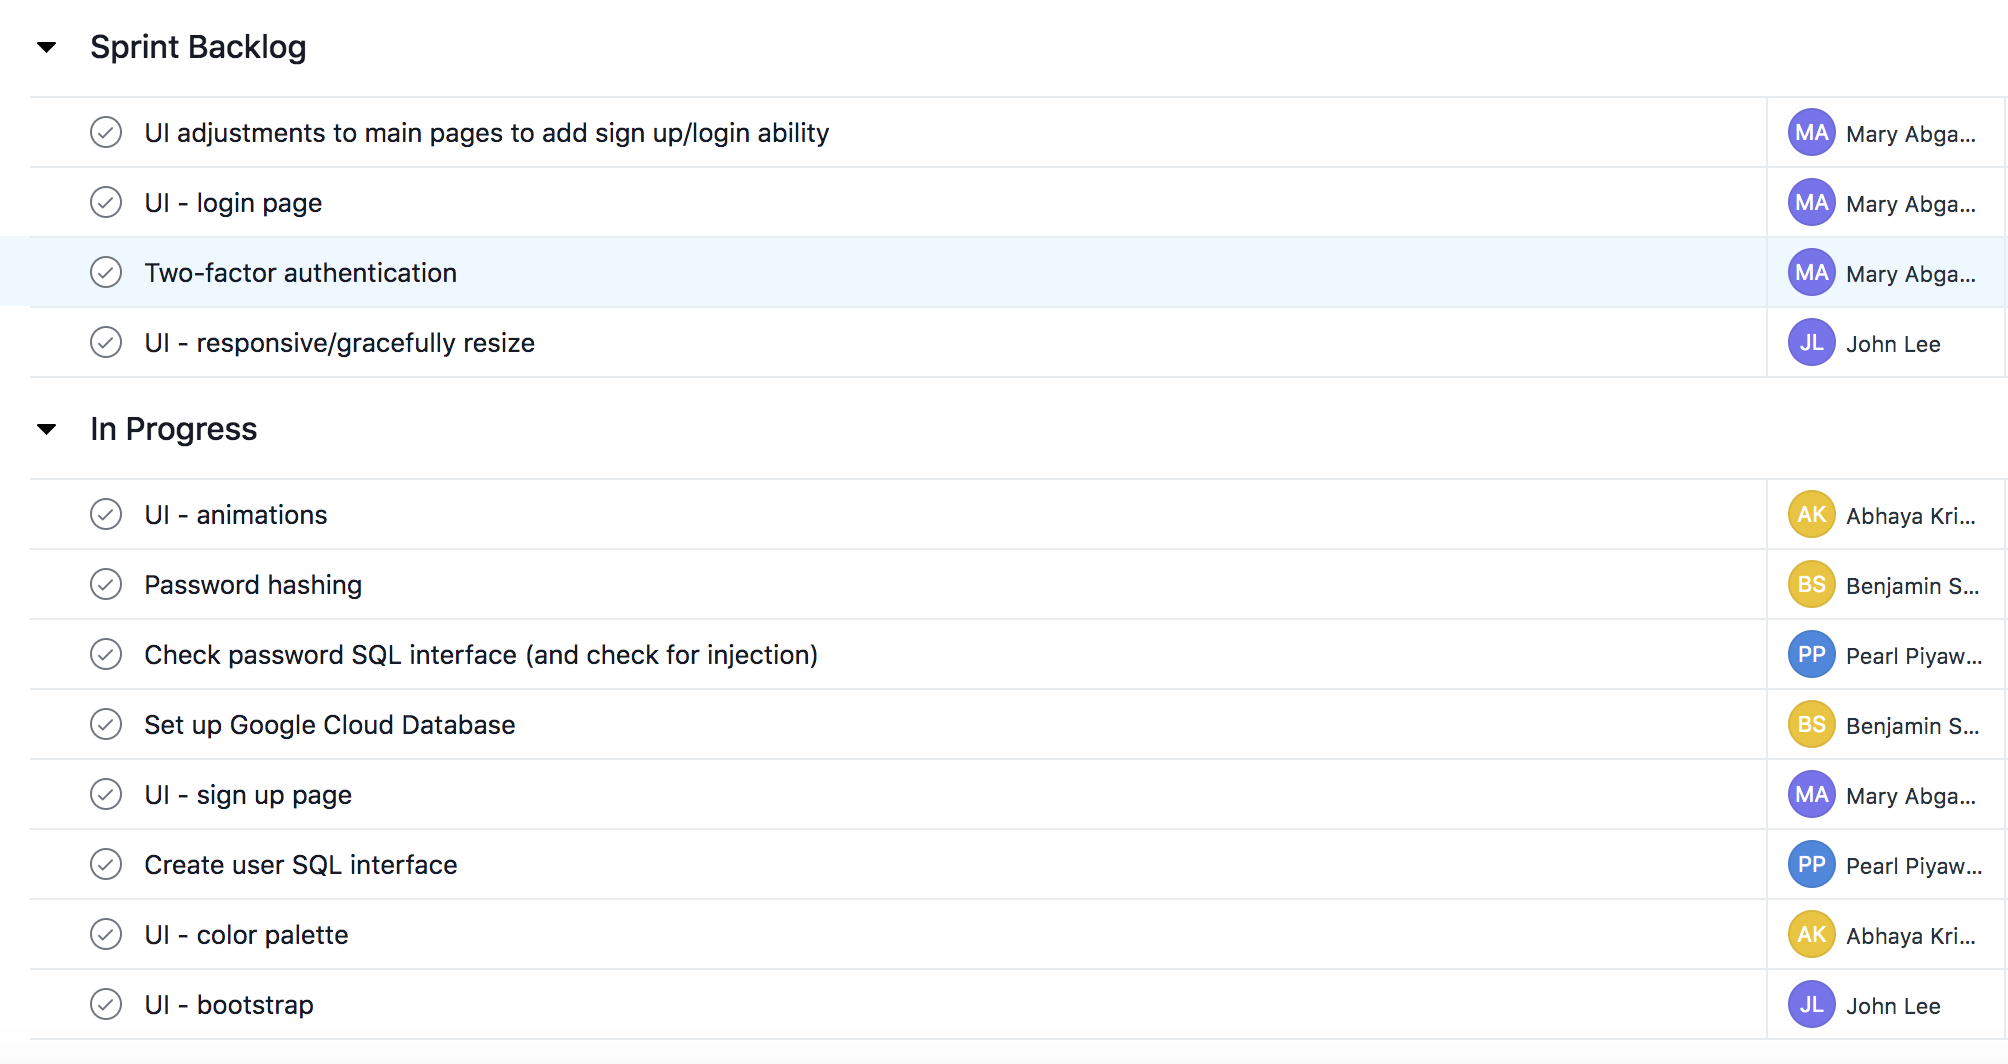 Sprint Backlog
UI adjustments to main pages to add sign up/login ability MA Mary Abga...
UI - login page MA Mary Abga...
Two-factor authentication MA Mary Abga...
UI - responsive/gracefully resize JL John Lee
In Progress
UI - animations AK Abhaya Kri...
Password hashing BS Benjamin S...
Check password SQL interface (and check for injection) PP Pearl Piyaw...
Set up Google Cloud Database BS Benjamin S...
UI - sign up page MA Mary Abga...
Create user SQL interface PP Pearl Piyaw...
UI - color palette AK Abhaya Kri...
UI - bootstrap JL John Lee